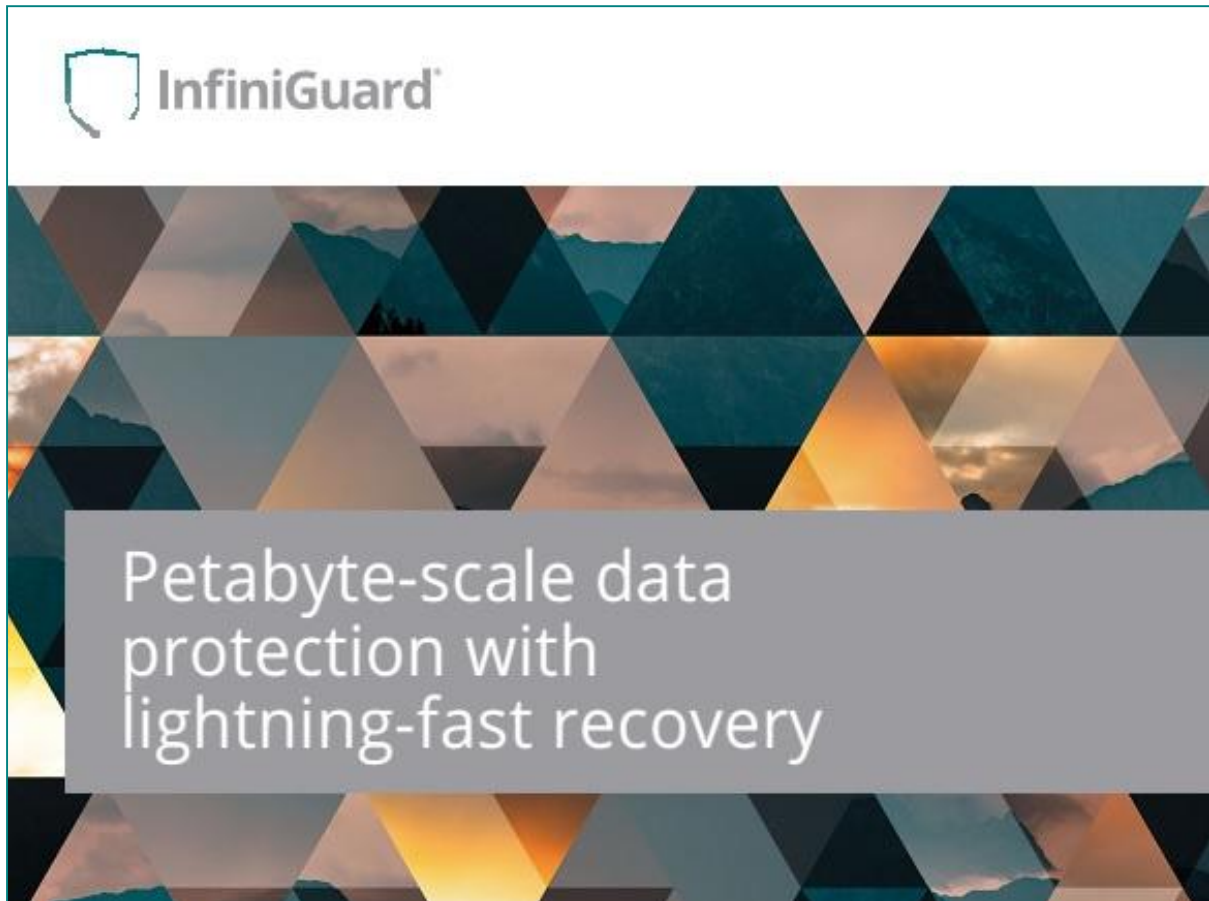 InfiniGuard®
Petabyte-scale data
protection with
lightning-fast recovery